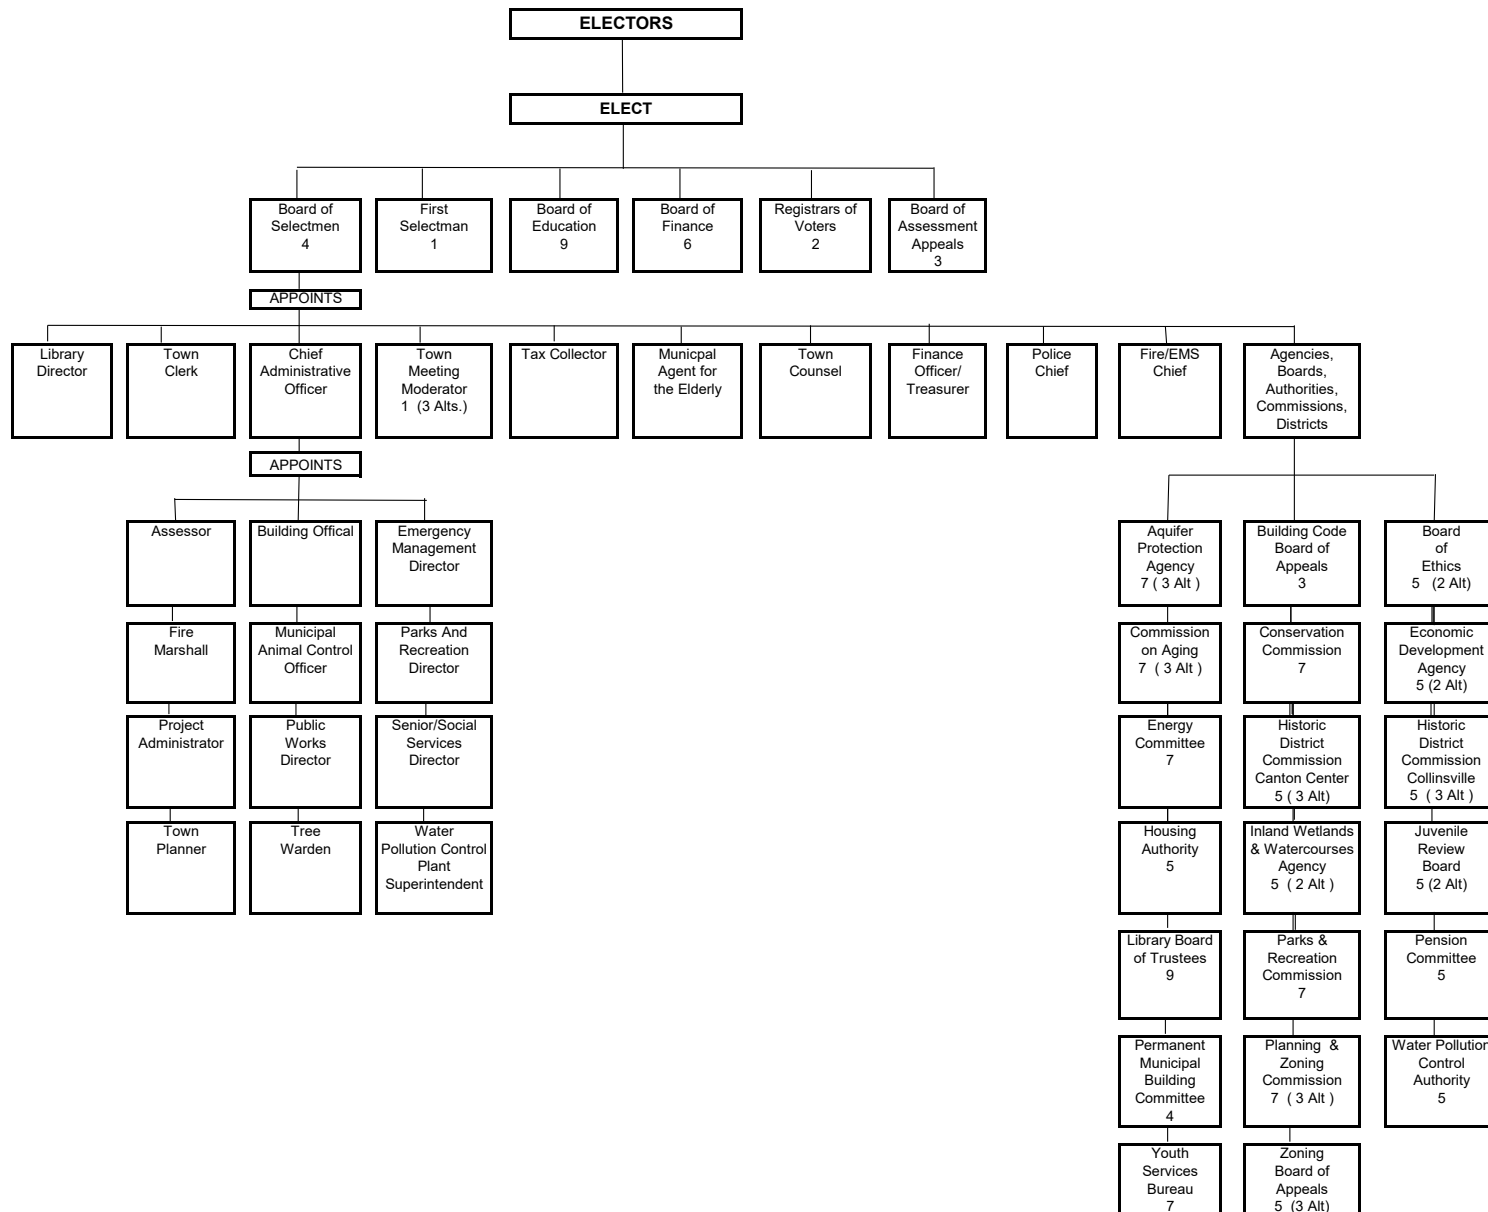 ELECTORS
ELECT
Board of
Selectmen
4
First
Selectman
1
Board of
Education
9
Board of
Finance
6
Registrars of
Voters
2
Board of
Assessment
Appeals
3
APPOINTS
Library
Director
Town
Clerk
Chief
Administrative
Officer
Town
Meeting
Moderator
1 (3 Alts.)
Tax Collector
Municpal
Agent for
the Elderly
Town
Counsel
Finance
Officer/
Treasurer
Police
Chief
Fire/EMS
Chief
Agencies,
Boards,
Authorities,
Commissions,
Districts
APPOINTS
Assessor
Building Offical
Emergency
Management
Director
Aquifer
Protection
Agency
7 ( 3 Alt )
Building Code
Board of
Appeals
3
Board
of
Ethics
5 (2 Alt)
Fire
Marshall
Municipal
Animal Control
Officer
Parks And
Recreation
Director
Commission
on Aging
7 ( 3 Alt )
Conservation
Commission
7
Economic
Development
Agency
5 (2 Alt)
Project
Administrator
Public
Works
Director
Senior/Social
Services
Director
Energy
Committee
7
Historic
District
Commission
Canton Center
5 ( 3 Alt)
Historic
District
Commission
Collinsville
5 ( 3 Alt )
Town
Planner
Tree
Warden
Water
Pollution Control
Plant
Superintendent
Housing
Authority
5
Inland Wetlands
& Watercourses
Agency
5 ( 2 Alt )
Juvenile
Review
Board
5 (2 Alt)
Library Board
of Trustees
9
Parks &
Recreation
Commission
7
Pension
Committee
5
Permanent
Municipal
Building
Committee
4
Planning &
Zoning
Commission
7 ( 3 Alt )
Water Pollution
Control
Authority
5
Youth
Services
Bureau
7
Zoning
Board of
Appeals
5 (3 Alt)